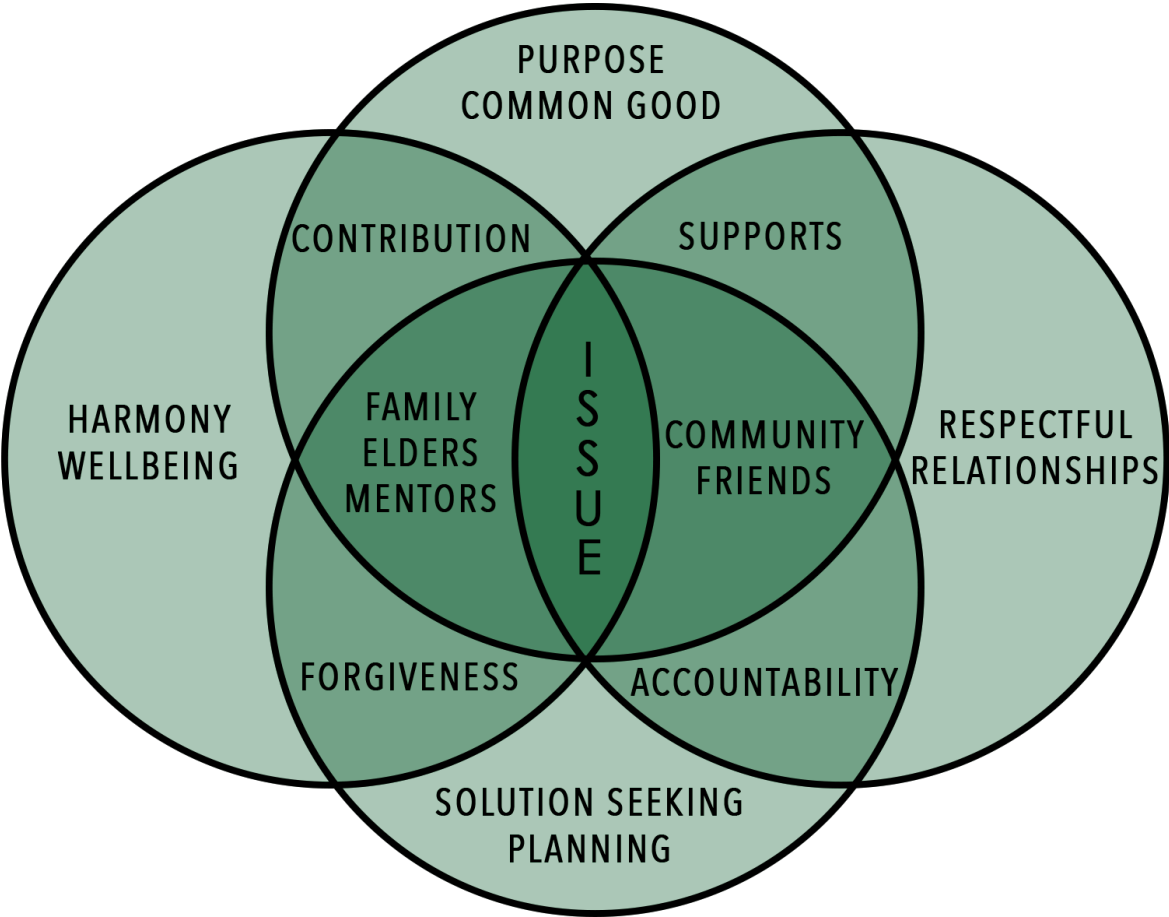 PURPOSE
COMMON GOOD
CONTRIBUTION
SUPPORTS
HARMONY
WELLBEING
FAMILY
ELDERS
MENTORS
ISSUE
COMMUNITY
FRIENDS
RESPECTFUL
RELATIONSHIPS
FORGIVENESS
ACCOUNTABILITY
SOLUTION SEEKING
PLANNING